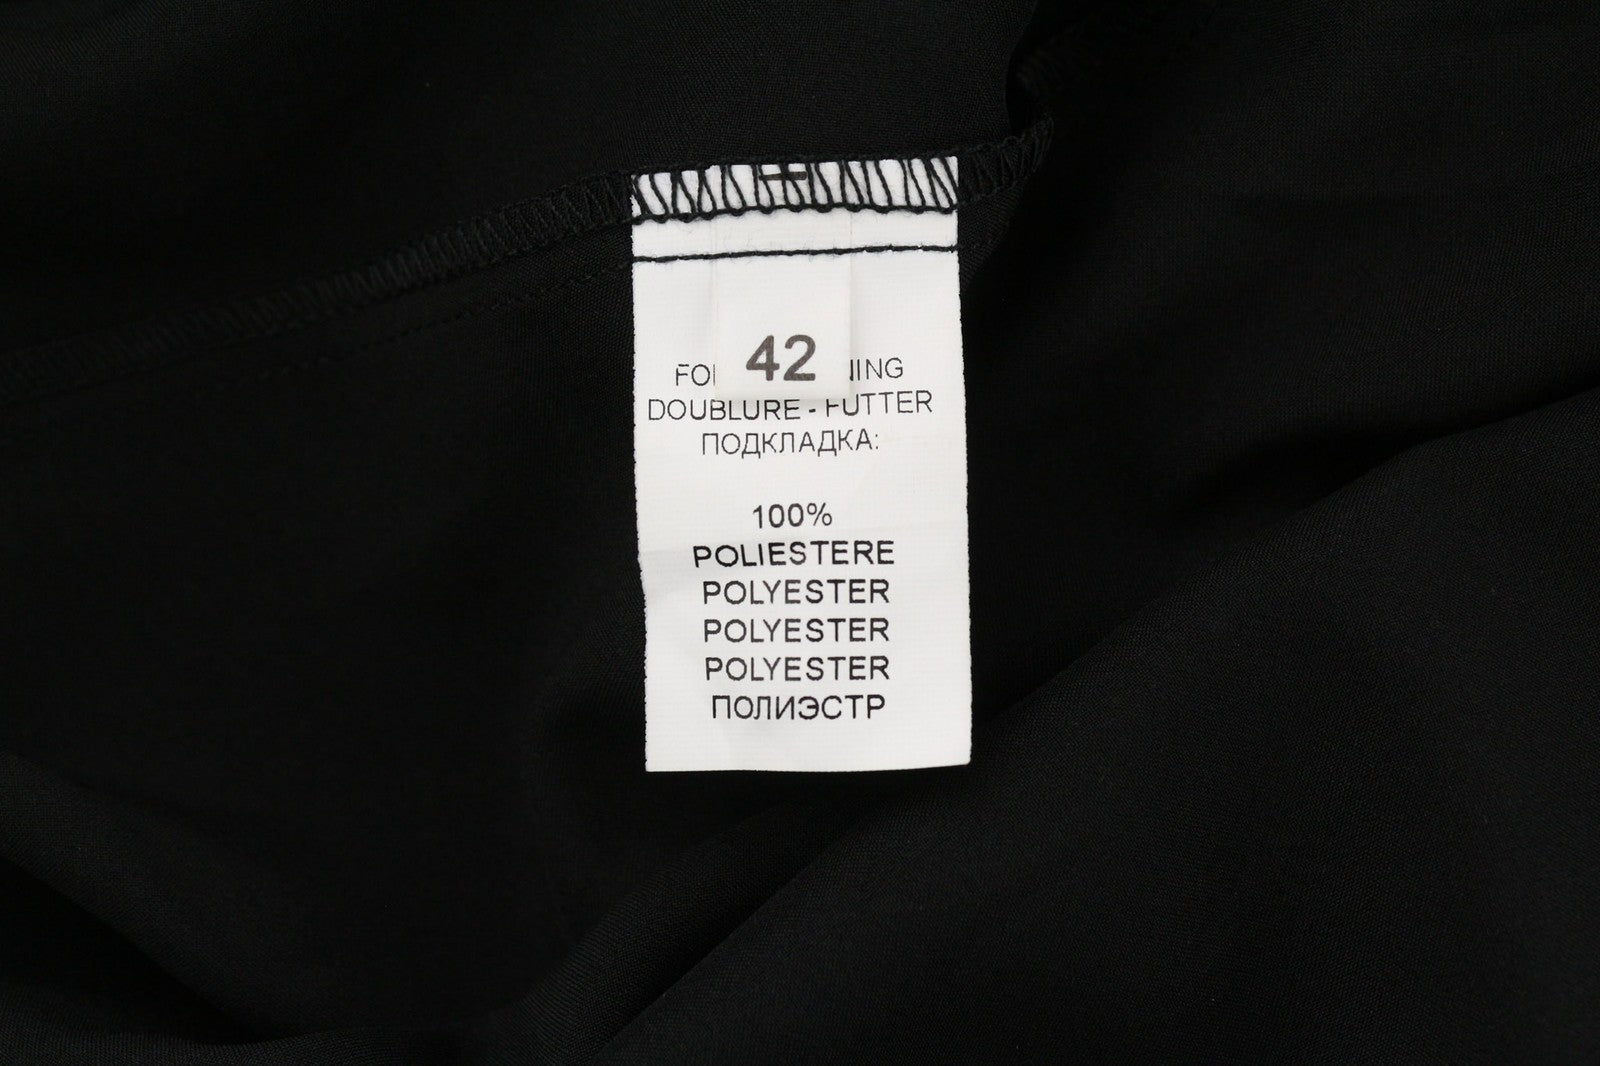 42
DOUBLURE - FUTTER
ПОДКЛАДКА:
100%
POLIESTERE
POLYESTER
POLYESTER
POLYESTER
ПОЛИЭСТР